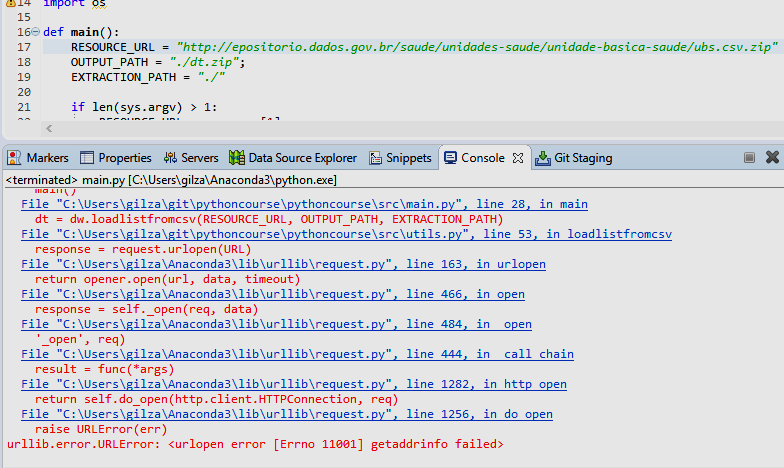 14 import os
15
16 def main():
17 RESOURCE_URL = "http://epositorio.dados.gov.br/saude/unidades-saude/unidade-basica-saude/ubs.csv.zip"
18 OUTPUT_PATH = "./dt.zip";
19 EXTRACTION_PATH = "./"
20
21 if len(sys.argv) > 1:
Markers Properties Servers Data Source Explorer Snippets Console Git Staging
<terminated> main.py [C:\Users\gilza\Anaconda3\python.exe]
main()
File "C:\Users\gilza\git\pythoncourse\pythoncourse\src\main.py", line 28, in main
dt = dw.loadlistfromcsv(RESOURCE_URL, OUTPUT_PATH, EXTRACTION_PATH)
File "C:\Users\gilza\git\pythoncourse\pythoncourse\src\utils.py", line 53, in loadlistfromcsv
response = request.urlopen(URL)
File "C:\Users\gilza\Anaconda3\lib\urllib\request.py", line 163, in urlopen
return opener.open(url, data, timeout)
File "C:\Users\gilza\Anaconda3\lib\urllib\request.py", line 466, in open
response = self._open(req, data)
File "C:\Users\gilza\Anaconda3\lib\urllib\request.py", line 484, in _open
'_open', req)
File "C:\Users\gilza\Anaconda3\lib\urllib\request.py", line 444, in _call_chain
result = func(*args)
File "C:\Users\gilza\Anaconda3\lib\urllib\request.py", line 1282, in http_open
return self.do_open(http.client.HTTPConnection, req)
File "C:\Users\gilza\Anaconda3\lib\urllib\request.py", line 1256, in do_open
raise URLError(err)
urllib.error.URLError: <urlopen error [Errno 11001] getaddrinfo failed>